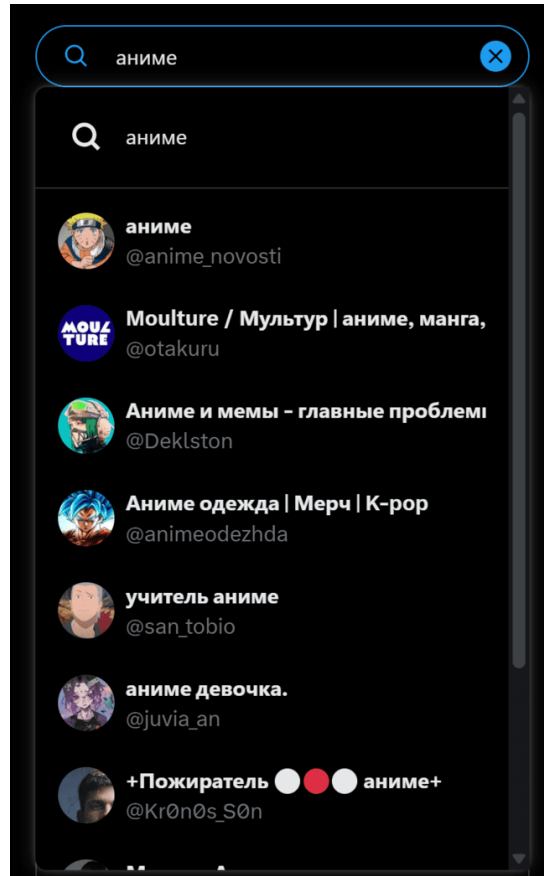 аниме
аниме
аниме
@anime_novosti
MOUL
TURE
Moulture / Мультур | аниме, манга,
@otakuru
Аниме и мемы - главные
@Deklston
Аниме одежда | Мерч | K-pop
@animeodezhda
учитель аниме
@san_tobio
аниме девочка.
@juvia_an
+Пожиратель ⚪🔴⚪ аниме+
@Kr0n0s_S0n